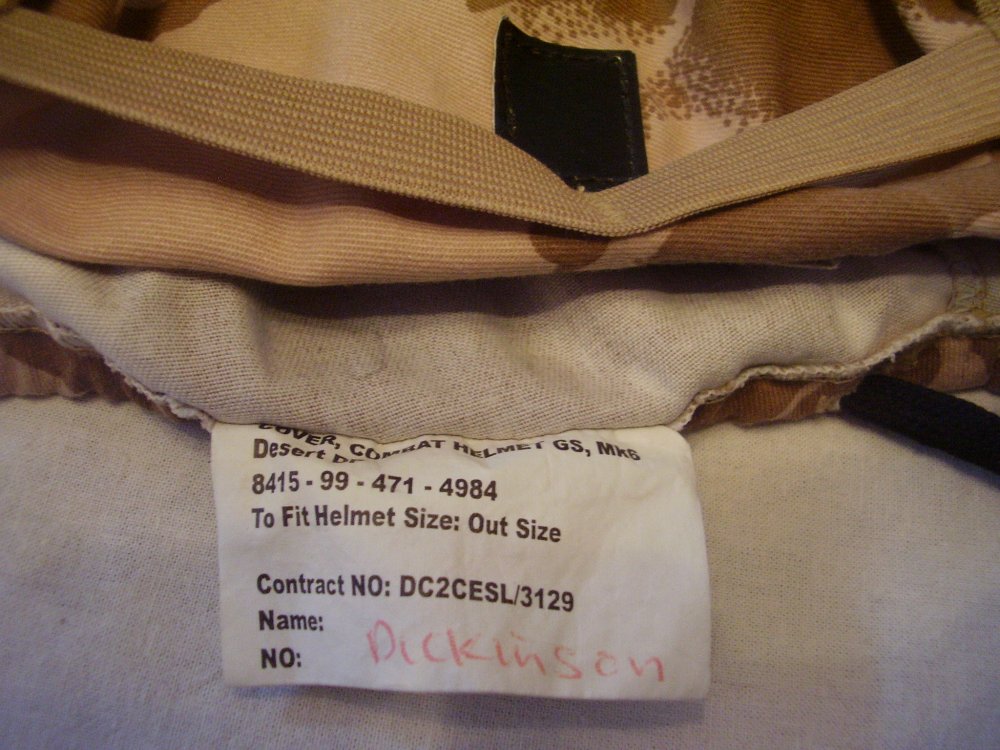 COVER, COMBAT HELMET GS, MK6
Desert
8415 - 99 - 471 - 4984
To Fit Helmet Size: Out Size
Contract NO: DC2CESL/3129
Name:
NO: Dickinson